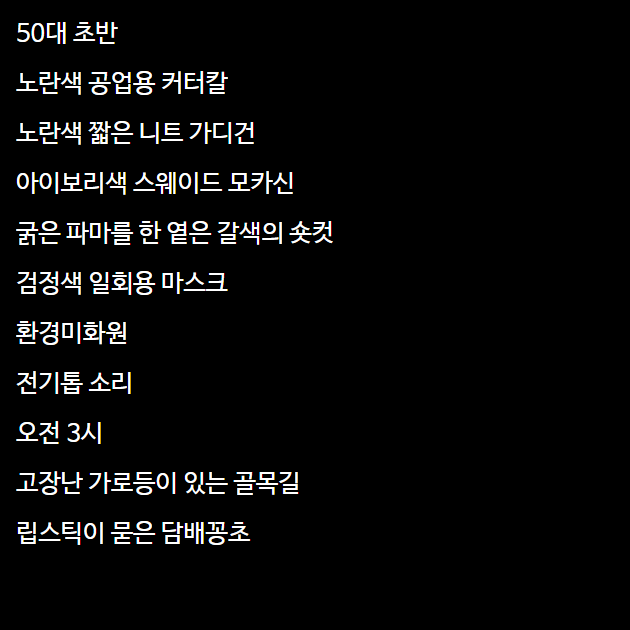 50대 초반
노란색 공업용 커터칼
노란색 짧은 니트 가디건
아이보리색 스웨이드 모카신
굵은 파마를 한 옅은 갈색의 숏컷
검정색 일회용 마스크
환경미화원
전기톱 소리
오전 3시
고장난 가로등이 있는 골목길
립스틱이 묻은 담배꽁초